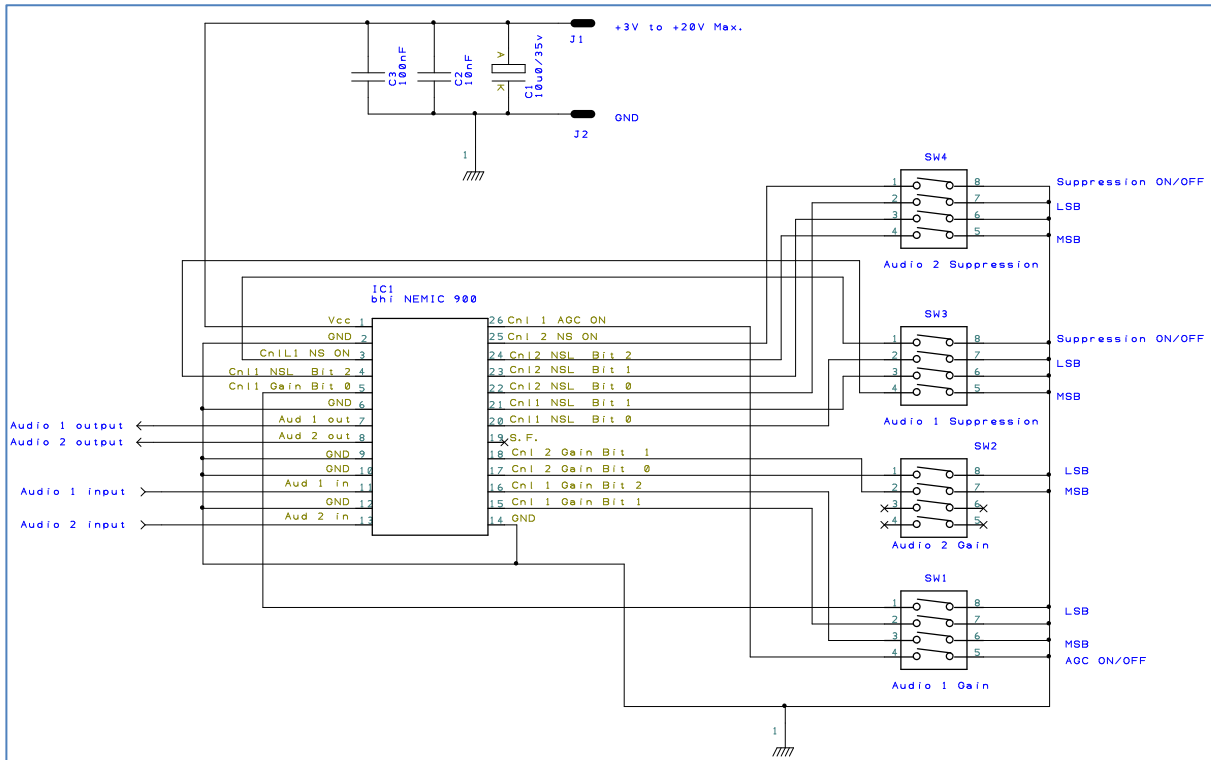 +3V to +20V Max.
J1
A
K
C3
100nF
C2
10nF
C1
10u0/35v
J2
GND
1
SW4
1
2
3
4
8
7
6
5
Suppression ON/OFF
LSB
MSB
Audio 2 Suppression
IC1
bhi NEMIC 900
Vcc 1
GND 2
CnlL1 NS ON 3
Cnl1 NSL Bit 2 4
Cnl1 Gain Bit 0 5
GND 6
Aud 1 out 7
Aud 2 out 8
GND 9
GND 10
Aud 1 in 11
GND 12
Aud 2 in 13
26 Cnl 1 AGC ON
25 Cnl 2 NS ON
24 Cnl2 NSL Bit 2
23 Cnl2 NSL Bit 1
22 Cnl2 NSL Bit 0
21 Cnl1 NSL Bit 1
20 Cnl1 NSL Bit 0
19 S.F.
18 Cnl 2 Gain Bit 1
17 Cnl 2 Gain Bit 0
16 Cnl 1 Gain Bit 2
15 Cnl 1 Gain Bit 1
14 GND
Audio 1 output
Audio 2 output
Audio 1 input
Audio 2 input
SW3
1
2
3
4
8
7
6
5
Suppression ON/OFF
LSB
MSB
Audio 1 Suppression
SW2
1
2
3
4
8
7
6
5
LSB
MSB
Audio 2 Gain
SW1
1
2
3
4
8
7
6
5
LSB
MSB
AGC ON/OFF
Audio 1 Gain
1